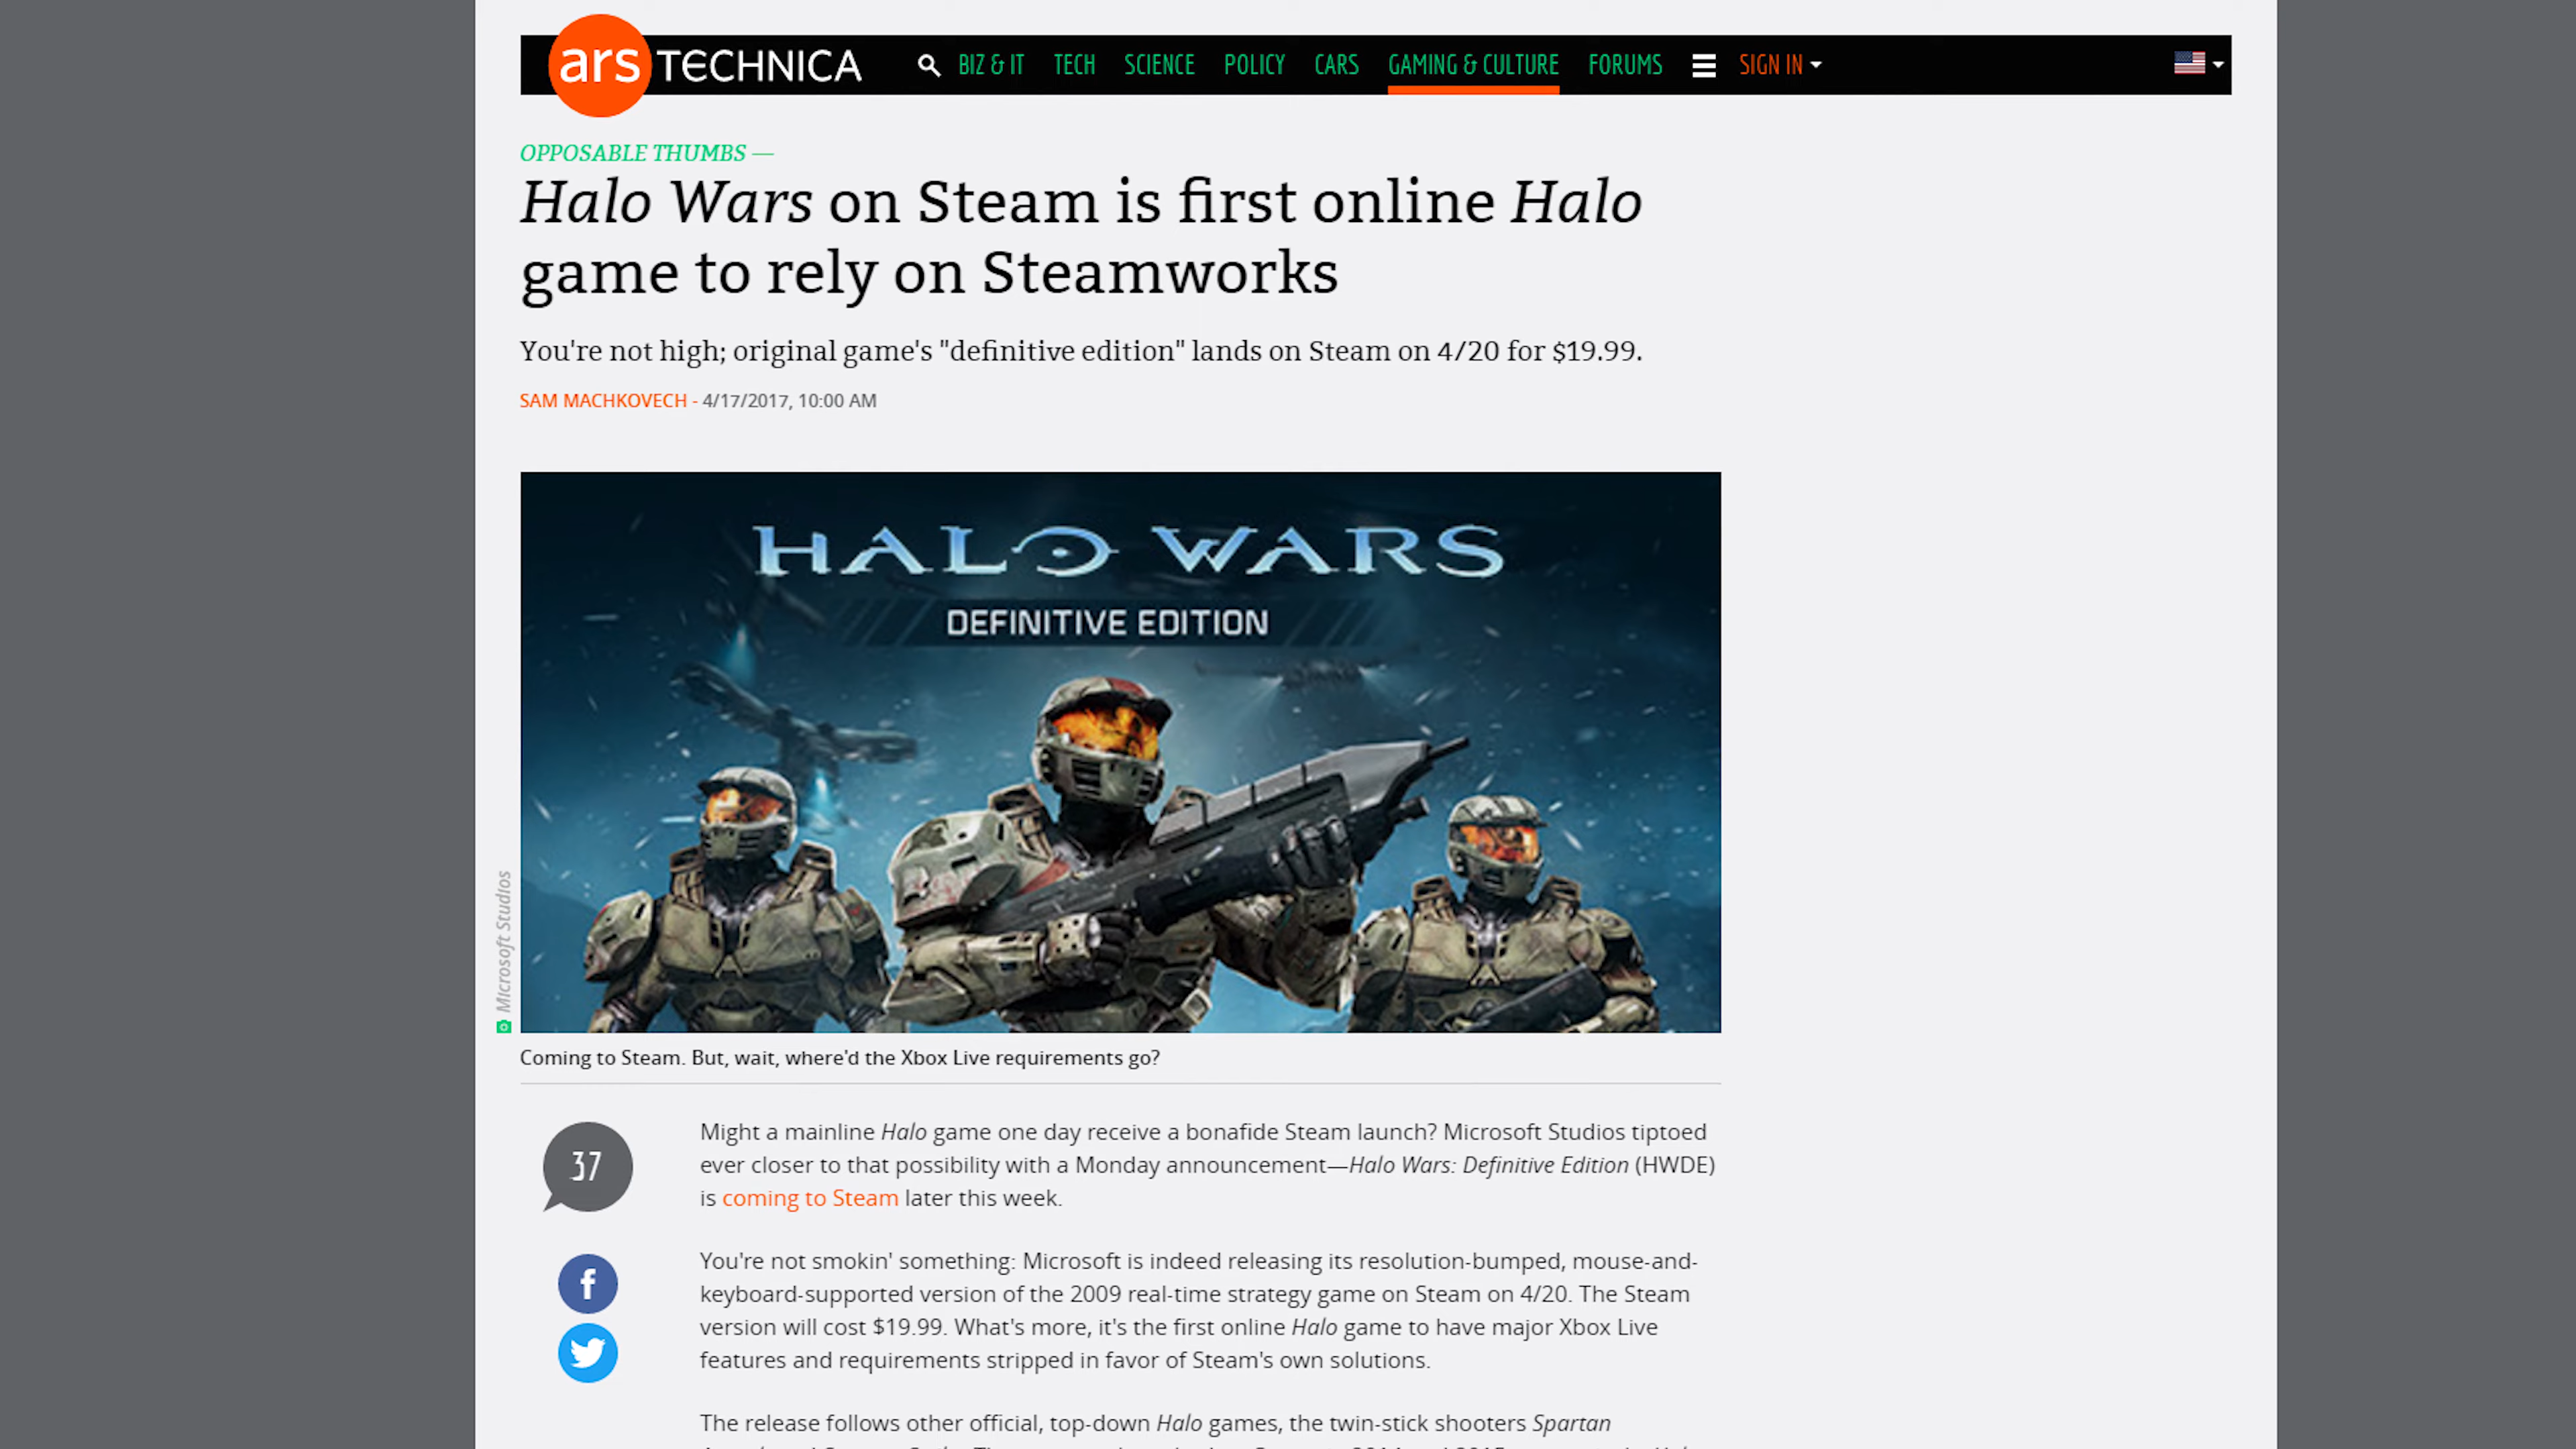 ars TECHNICA
BIZ & IT TECH SCIENCE POLICY CARS GAMING & CULTURE FORUMS SIGN IN
OPPOSABLE THUMBS —
Halo Wars on Steam is first online Halo
game to rely on Steamworks
You're not high; original game's "definitive edition" lands on Steam on 4/20 for $19.99.
SAM MACHKOVECH - 4/17/2017, 10:00 AM
HALO WARS
DEFINITIVE EDITION
Microsoft Studios
Coming to Steam. But, wait, where'd the Xbox Live requirements go?
37
Might a mainline Halo game one day receive a bonafide Steam launch? Microsoft Studios tiptoed
ever closer to that possibility with a Monday announcement—Halo Wars: Definitive Edition (HWDE)
is coming to Steam later this week.
You're not smokin' something: Microsoft is indeed releasing its resolution-bumped, mouse-and-
keyboard-supported version of the 2009 real-time strategy game on Steam on 4/20. The Steam
version will cost $19.99. What's more, it's the first online Halo game to have major Xbox Live
features and requirements stripped in favor of Steam's own solutions.
The release follows other official, top-down Halo games, the twin-stick shooters Spartan